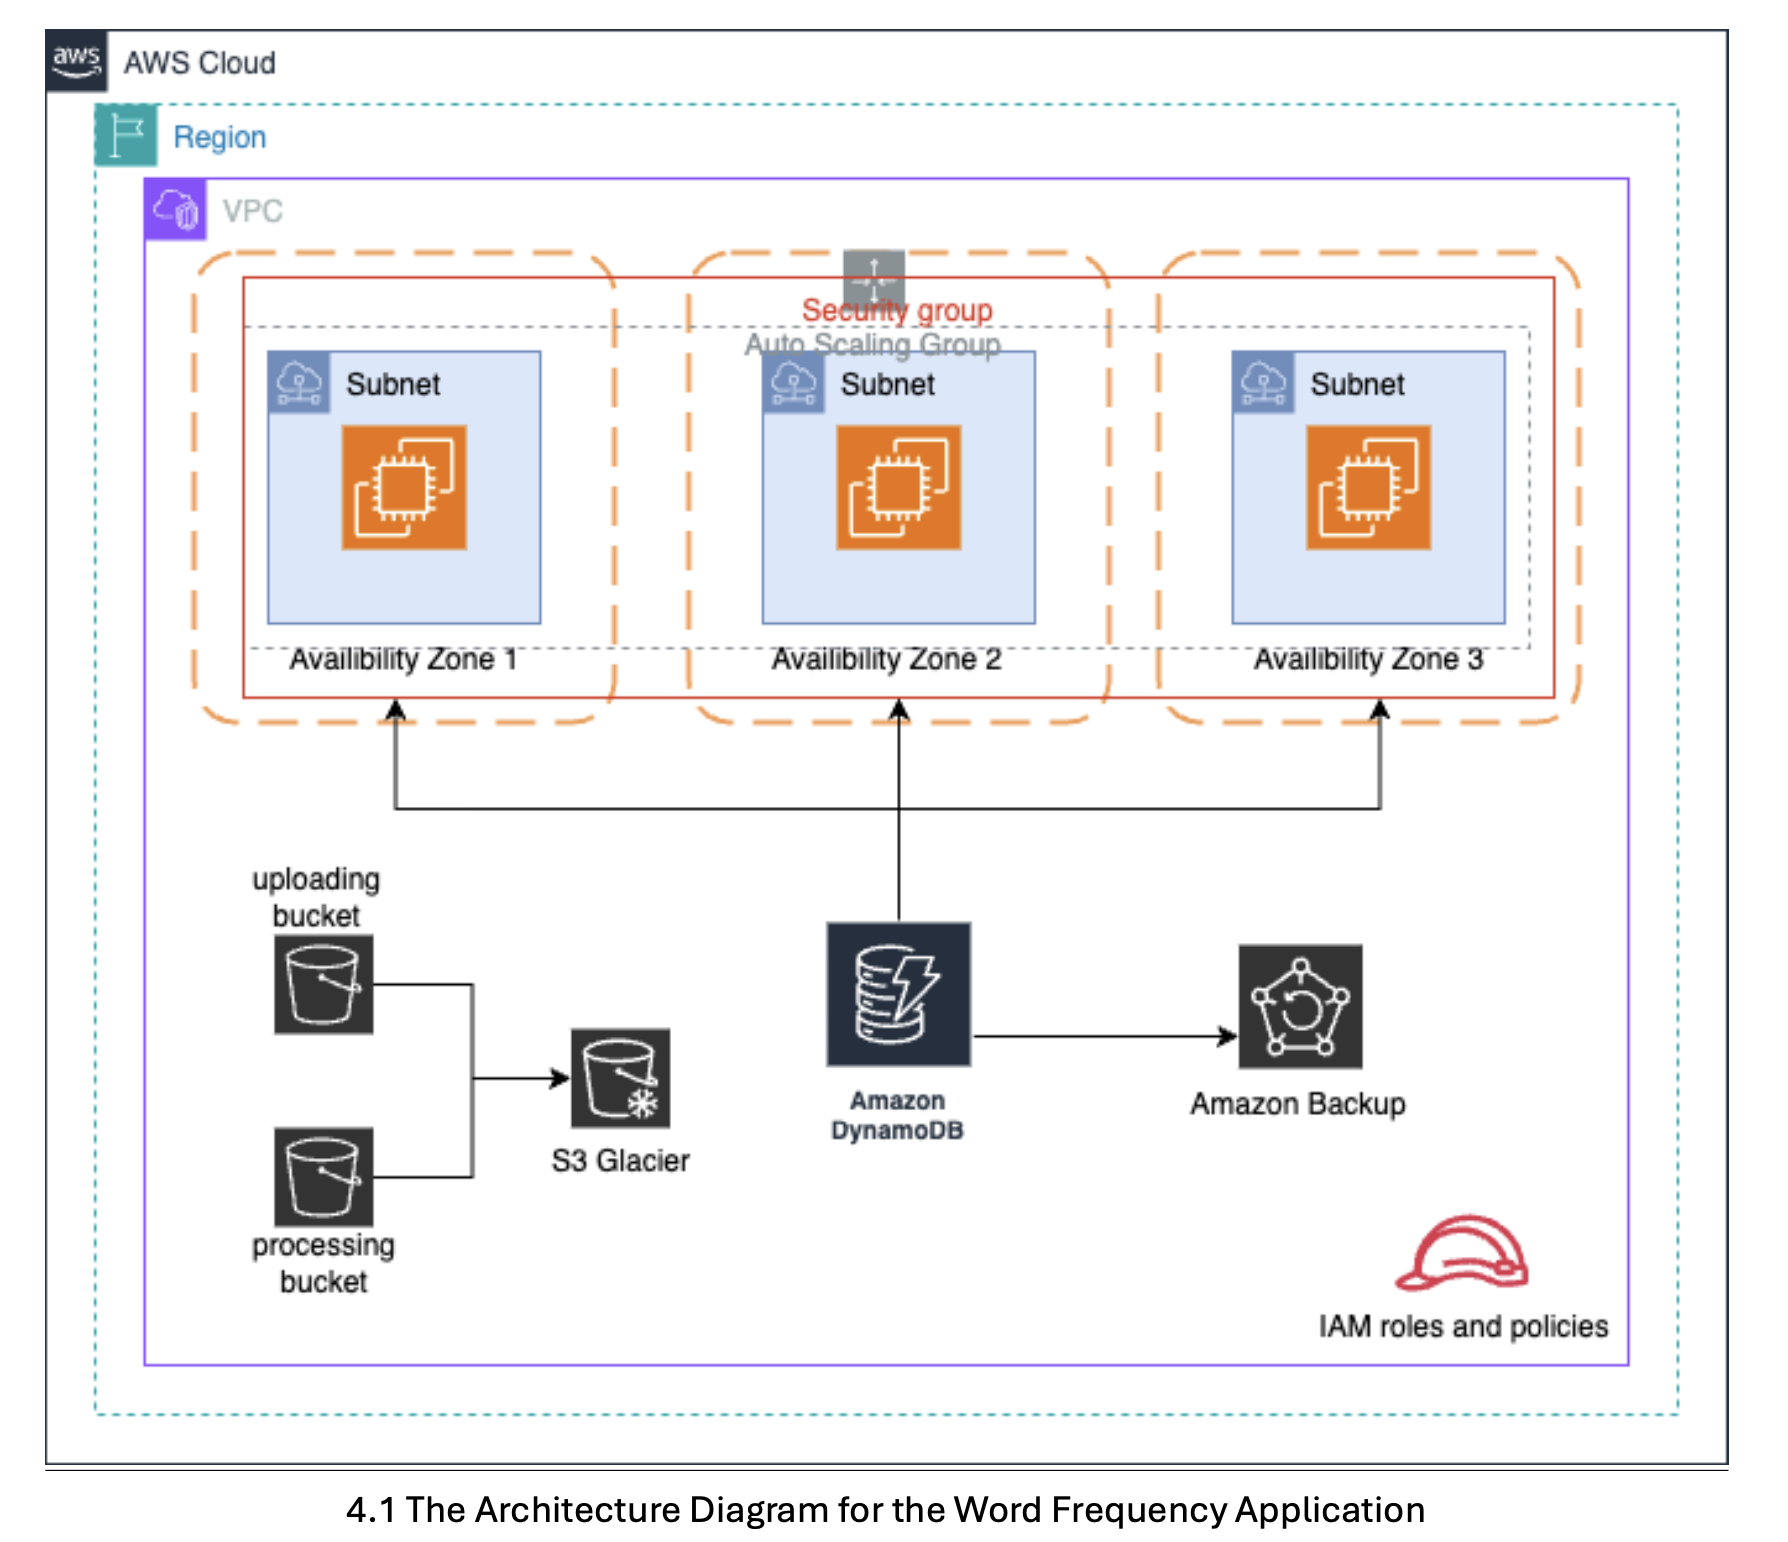 aws
AWS Cloud
Region
VPC
Security group
Auto Scaling Group
Subnet
Subnet
Subnet
Availibility Zone 1
Availibility Zone 2
Availibility Zone 3
uploading
bucket
S3 Glacier
processing
bucket
Amazon
DynamoDB
Amazon Backup
IAM roles and policies
4.1 The Architecture Diagram for the Word Frequency Application